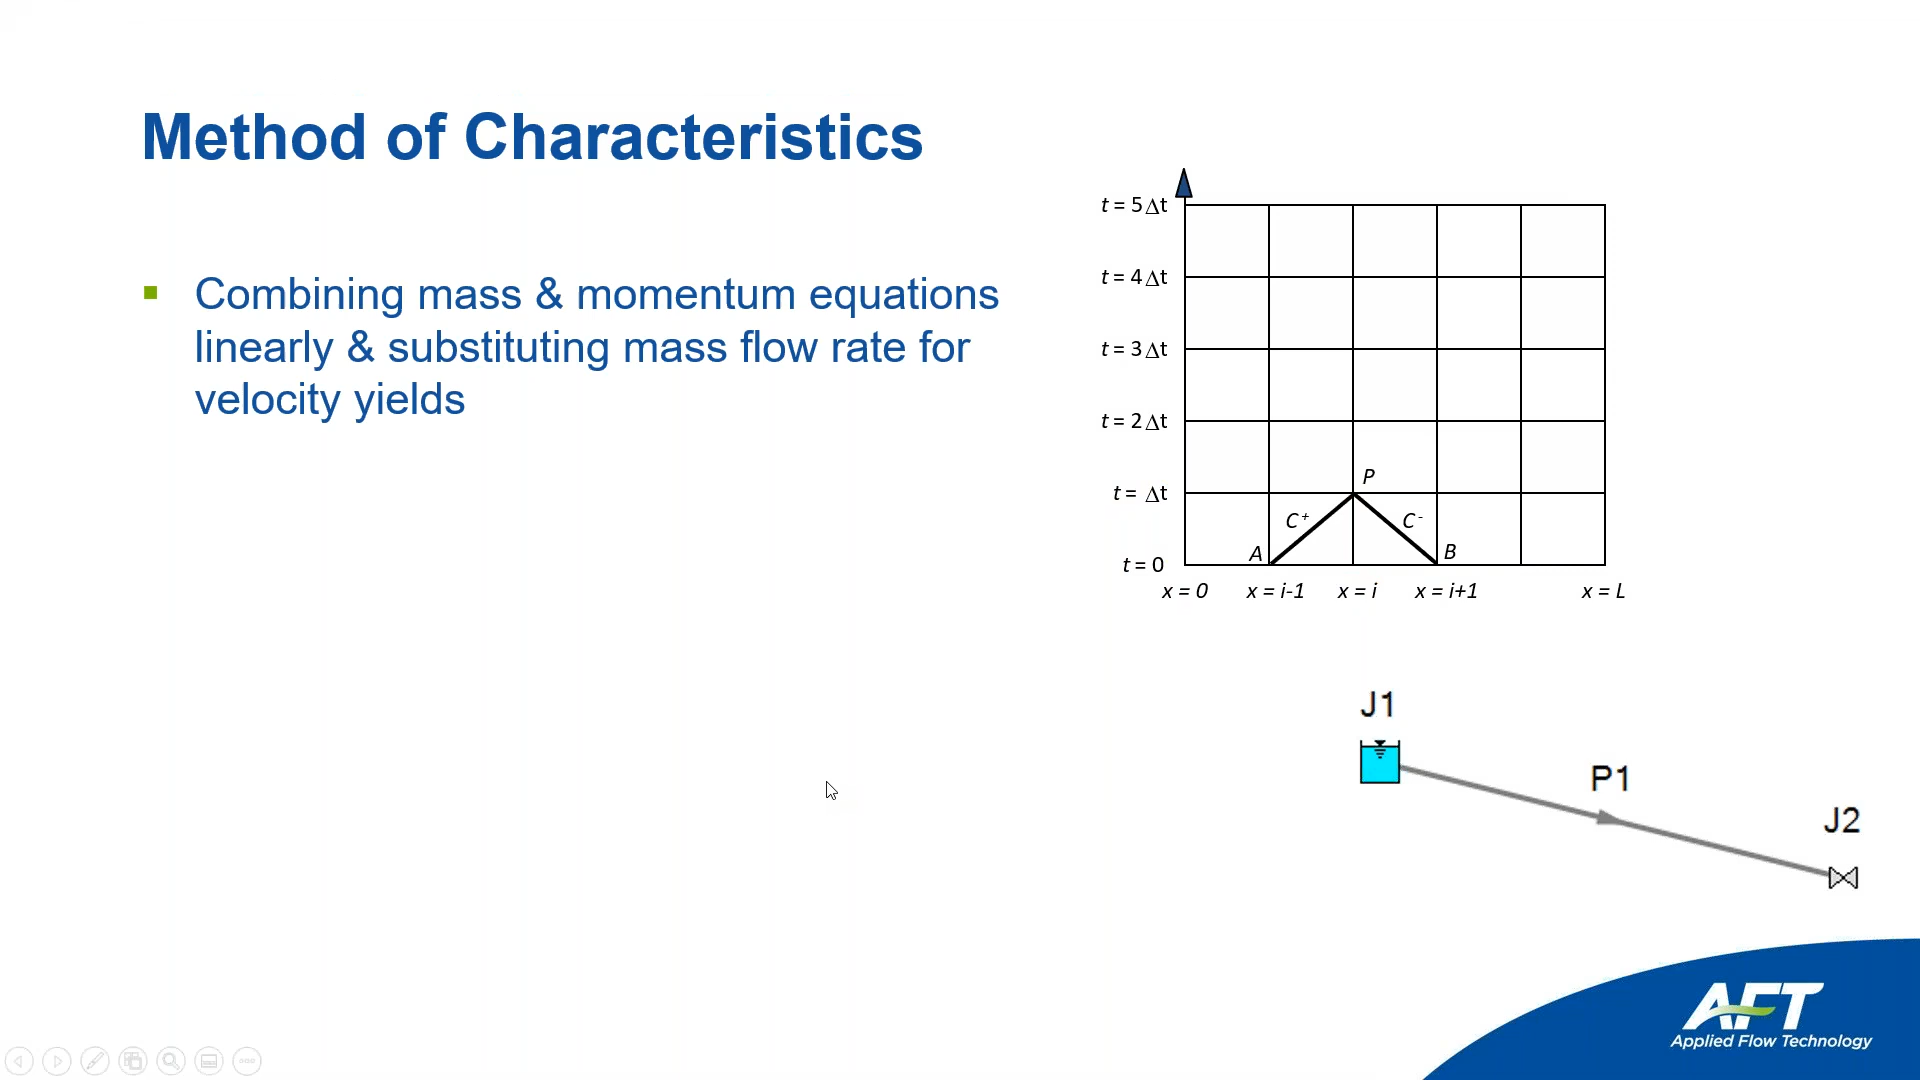 Method of Characteristics
Combining mass & momentum equations
linearly & substituting mass flow rate for
velocity yields
t = 5Δt
t = 4Δt
t = 3Δt
t = 2Δt
t = Δt
t = 0
P
C⁺
C⁻
A
B
x = 0
x = i-1
x = i
x = i+1
x = L
J1
P1
J2
AFT
Applied Flow Technology